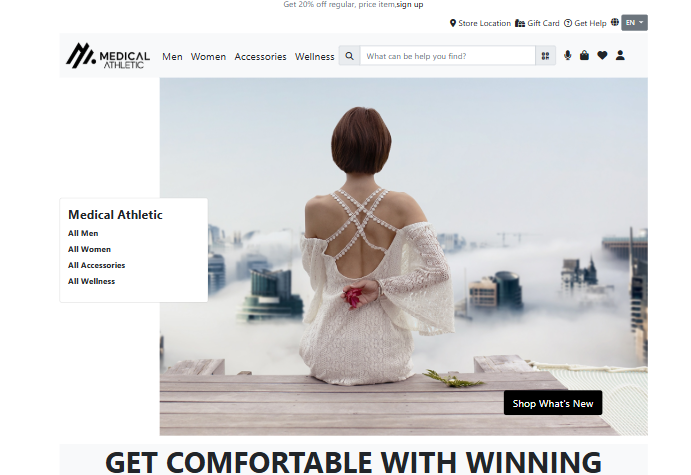 Get 20% off regular, price item,sign up
Store Location Gift Card Get Help EN
MEDICAL
ATHLETIC
Men Women Accessories Wellness What can be help you find?
Medical Athletic
All Men
All Women
All Accessories
All Wellness
Shop What's New
GET COMFORTABLE WITH WINNING